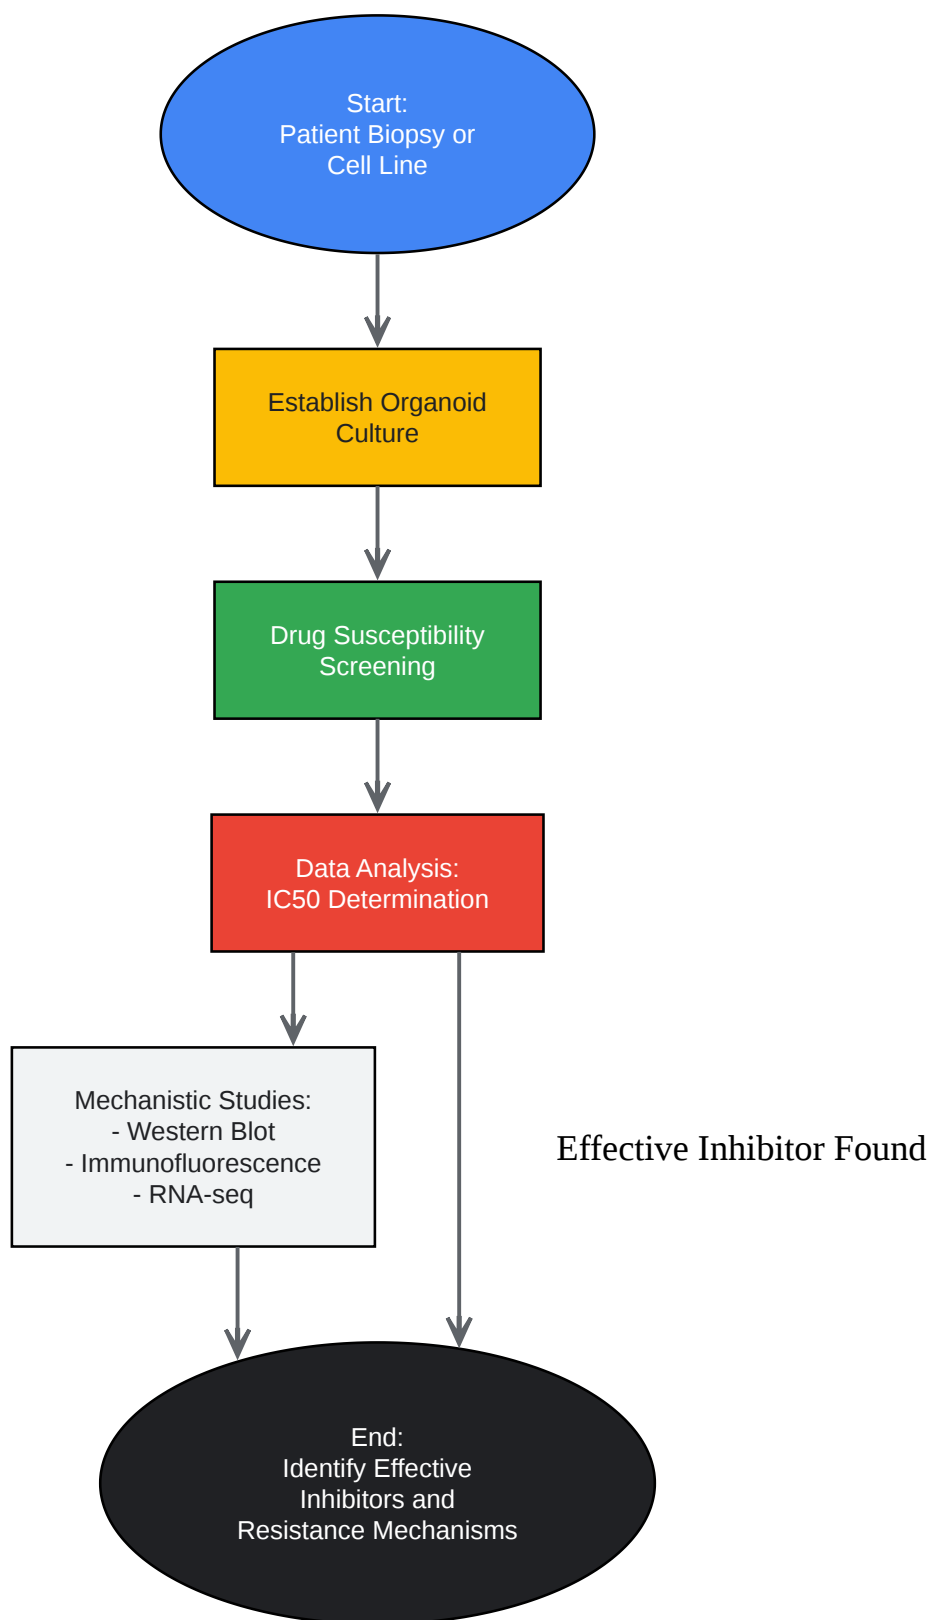 Start:
Patient Biopsy or
Cell Line
Establish Organoid
Culture
Drug Susceptibility
Screening
Data Analysis:
IC50 Determination
Mechanistic Studies:
- Western Blot
- Immunofluorescence
- RNA-seq
Effective Inhibitor Found
End:
Identify Effective
Inhibitors and
Resistance Mechanisms